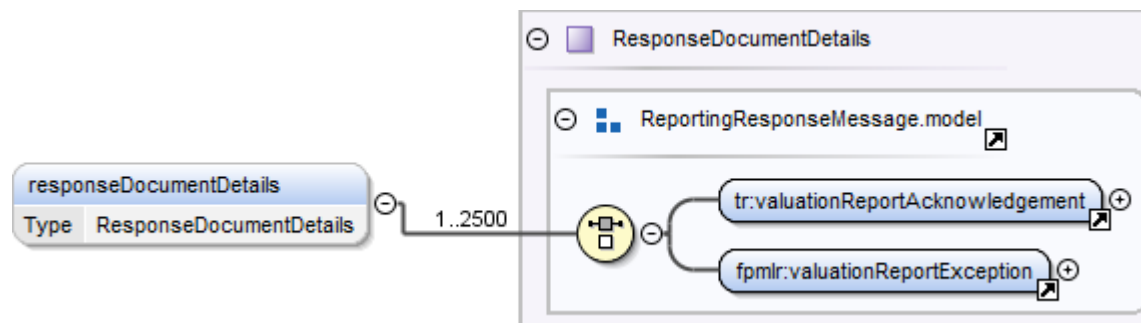 ResponseDocumentDetails
ReportingResponseMessage.model
responseDocumentDetails
Type ResponseDocumentDetails
1..2500
tr:valuationReportAcknowledgement
fpmlr:valuationReportException